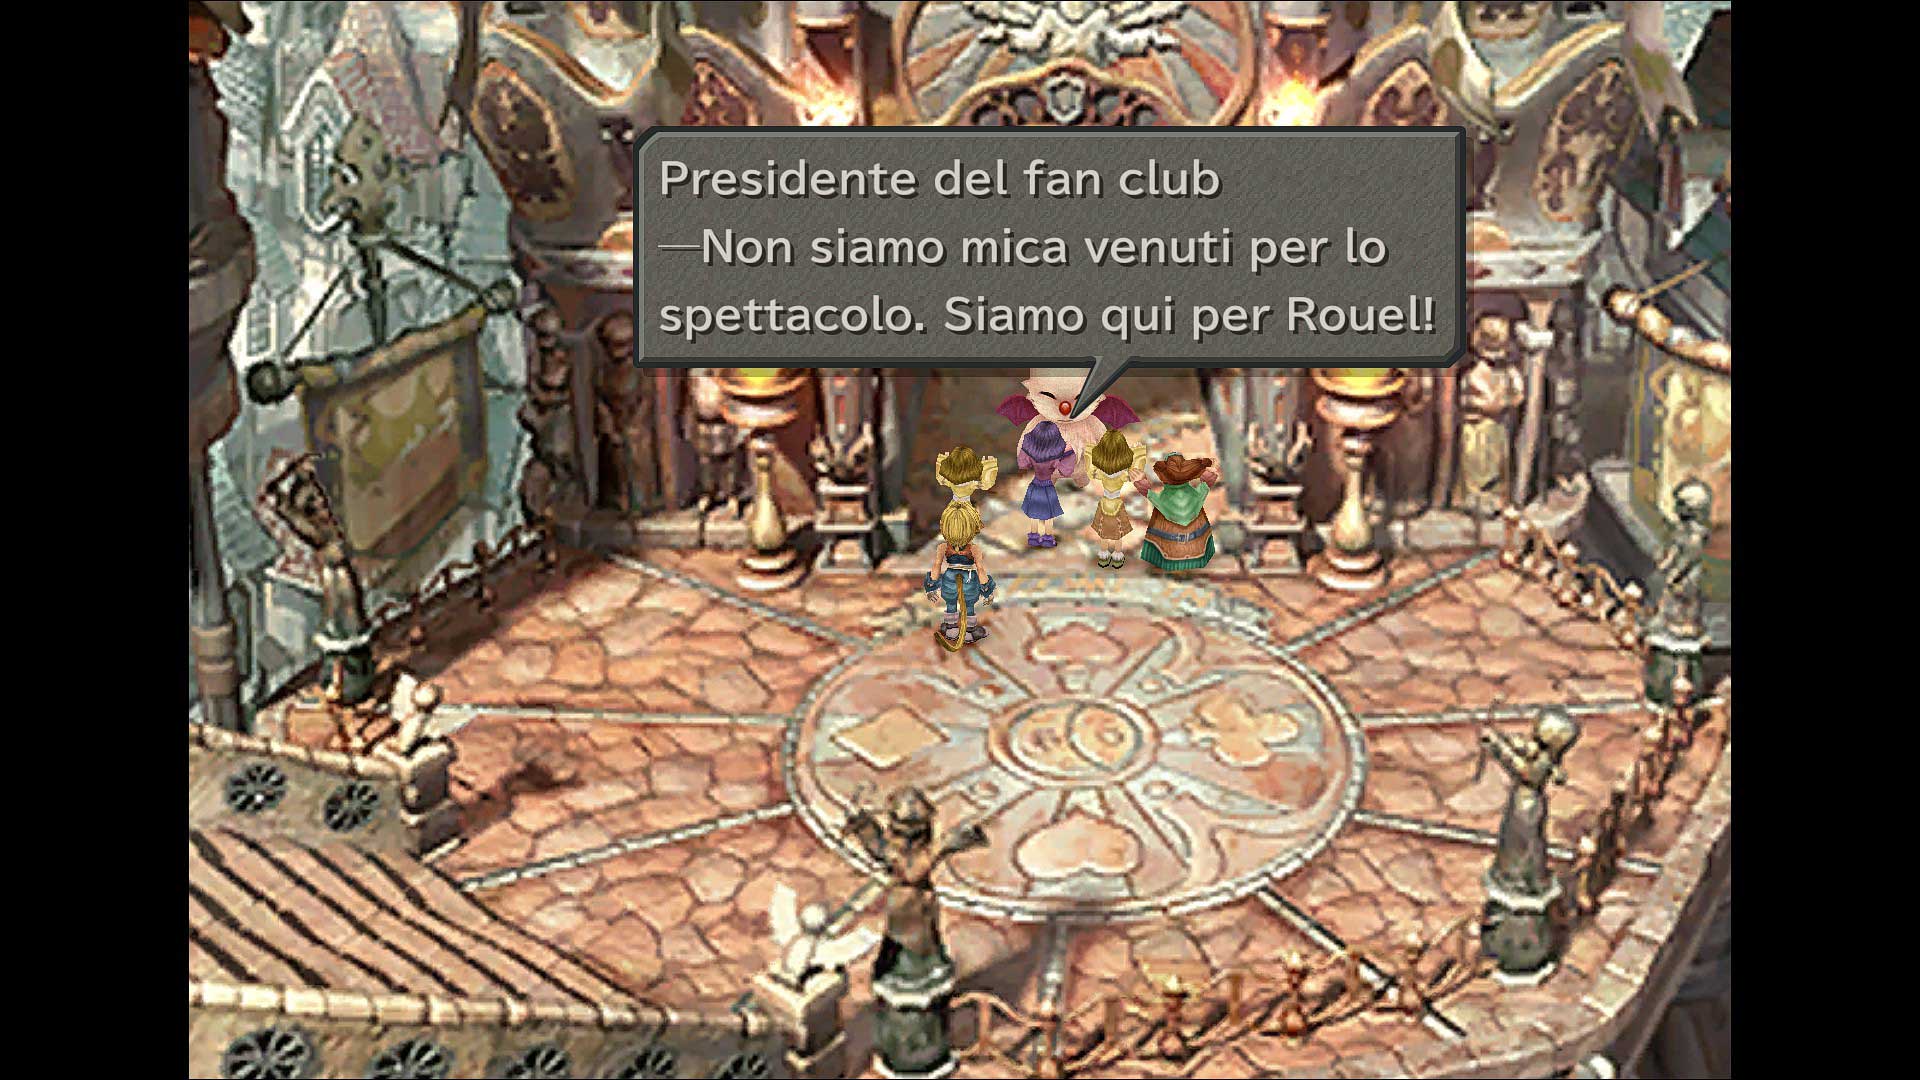 Presidente del fan club
—Non siamo mica venuti per lo
spettacolo. Siamo qui per Rouel!